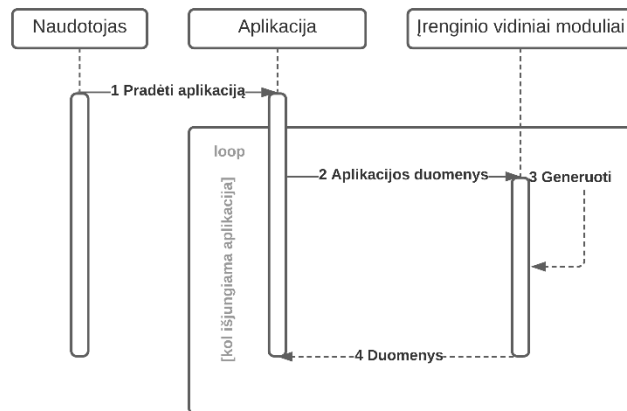 Naudotojas
Aplikacija
Įrenginio vidiniai moduliai
1 Pradėti aplikaciją
loop
[kol išjungiama aplikacija]
2 Aplikacijos duomenys
3 Generuoti
4 Duomenys